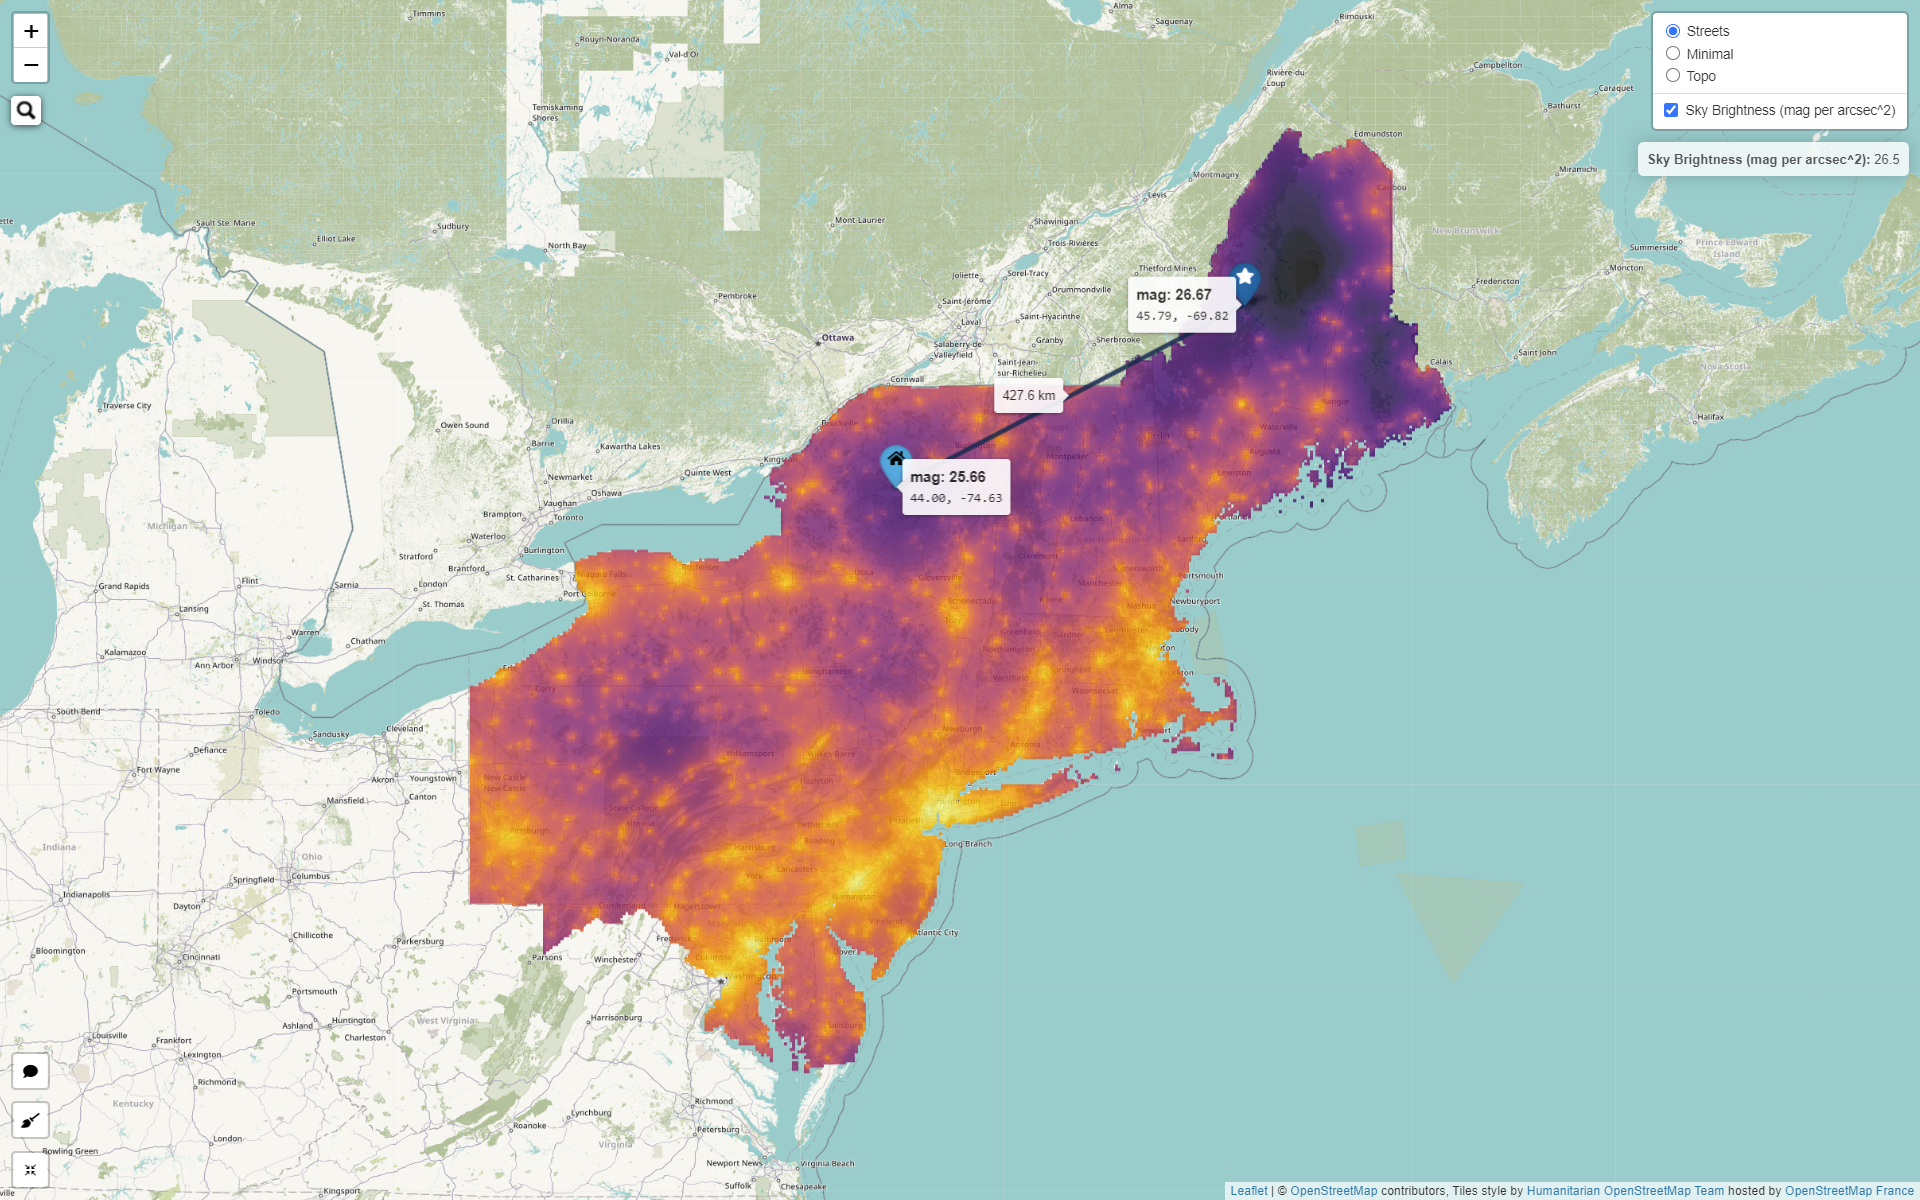 +
−
Streets
Minimal
Topo
Sky Brightness (mag per arcsec^2)
Sky Brightness (mag per arcsec^2): 26.5
mag: 26.67
45.79, -69.82
427.6 km
mag: 25.66
44.00, -74.63
Timmins
Alma
Saguenay
Rimouski
Rouyn-Noranda
Val-d'Or
Rivière-du-
Loup
Campbellton
Caraquet
Bathurst
Temiskaming
Shores
Edmundston
Miramichi
Montmagny
Caribou
Lévis
Sault Ste. Marie
Elliot Lake
Sudbury
North Bay
Mont-Laurier
Shawinigan
Trois-Rivières
New Brunswick
Summerside
Prince Edward
Island
Moncton
Thetford Mines
Joliette
Sorel-Tracy
Drummondville
Fredericton
Pembroke
Saint-Jérôme
Saint-Hyacinthe
Laval
Ottawa
Salaberry-de-
Valleyfield
Granby
Sherbrooke
Saint-Jean-
sur-Richelieu
Saint John
Calais
Nova Scotia
Cornwall
Traverse City
Owen Sound
Orillia
Barrie
Kawartha Lakes
Brockville
Bangor
Halifax
Berlin
Waterville
Montpelier
Augusta
Lewiston
Quinte West
Newmarket
Oshawa
Vaughan
Brampton
Toronto
Michigan
Waterloo
Stratford
Burlington
Brantford
St. Catharines
London
Port Colborne
St. Thomas
Grand Rapids
Flint
Sarnia
Lansing
Warren
Chatham
Kalamazoo
Ann Arbor
Windsor
Niagara Falls
Rochester
Utica
Gloversville
Schenectady
Troy
Lebanon
New Hampshire
Claremont
Sanford
Somersworth
Portsmouth
Manchester
Keene
Nashua
Newburyport
Peabody
Leominster
Greenfield
Gardner
Newton
Northampton
Springfield
Westfield
Brockton
Woonsocket
Binghamton
Erie
Corry
South Bend
Toledo
Sandusky
Cleveland
Defiance
Fort Wayne
Akron
Youngstown
Mansfield
Canton
New Castle
New Castle
Williamsport
Wilkes-Barre
Hazleton
Newburgh
Ansonia
Bridgeport
Newport
Huntington
Elizabeth
Long Branch
State College
Altoona
Pittsburgh
Bethlehem
Reading
Harrisburg
York
Lancaster
Wilmington
Indiana
Ohio
Springfield
Columbus
Indianapolis
Dayton
Cumberland
Hagerstown
Vineland
Atlantic City
Chillicothe
Parkersburg
Bloomington
Cincinnati
Parsons
Winchester
Frederick
Baltimore
Columbia
Dover
Washington
Portsmouth
Salisbury
Huntington
West Virginia
Harrisonburg
Ashland
Charleston
Louisville
Frankfort
Lexington
Richmond
Kentucky
Lynchburg
Roanoke
Richmond
Petersburg
Virginia
London
Bowling Green
Newport News
Virginia Beach
Suffolk
Chesapeake
Kingsport
Leaflet | © OpenStreetMap contributors, Tiles style by Humanitarian OpenStreetMap Team hosted by OpenStreetMap France